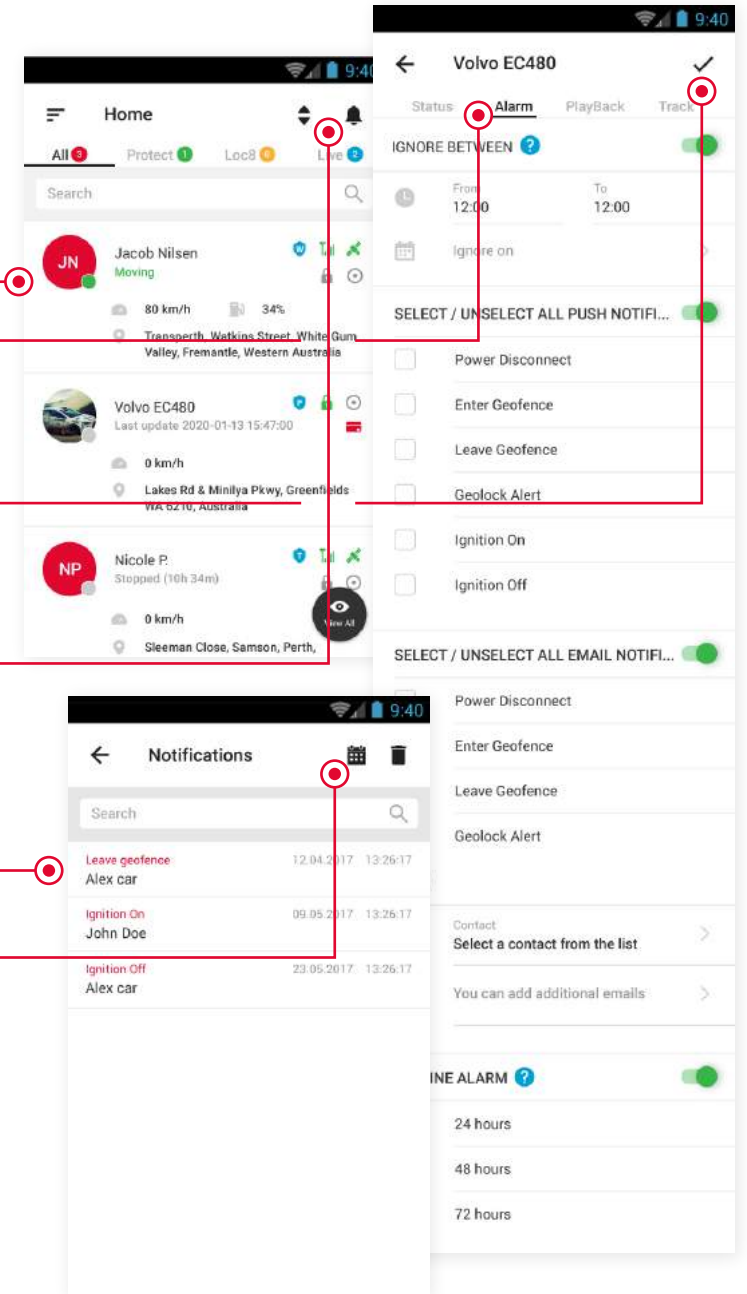 9:40
Home
All 3 Protect 1 Loc8 Live 2
Search
JN
Jacob Nilsen
Moving
80 km/h 34%
Transperth, Watkins Street, White Gum
Valley, Fremantle, Western Australia
Volvo EC480
Last update 2020-01-13 15:47:00
0 km/h
Lakes Rd & Minilya Pkwy, Greenfields
WA 6210, Australia
NP
Nicole P.
Stopped (10h 34m)
View All
0 km/h
Sleeman Close, Samson, Perth,
9:40
Volvo EC480
Status Alarm PlayBack Track
IGNORE BETWEEN ?
From To
12:00 12:00
Ignore on
SELECT / UNSELECT ALL PUSH NOTIFI...
Power Disconnect
Enter Geofence
Leave Geofence
Geolock Alert
Ignition On
Ignition Off
SELECT / UNSELECT ALL EMAIL NOTIFI...
Power Disconnect
Enter Geofence
Leave Geofence
Geolock Alert
Contact
Select a contact from the list
You can add additional emails
INE ALARM ?
24 hours
48 hours
72 hours
9:40
Notifications
Search
Leave geofence 12.04.2017 13:26:17
Alex car
Ignition On 09.05.2017 13:26:17
John Doe
Ignition Off 23.05.2017 13:26:17
Alex car